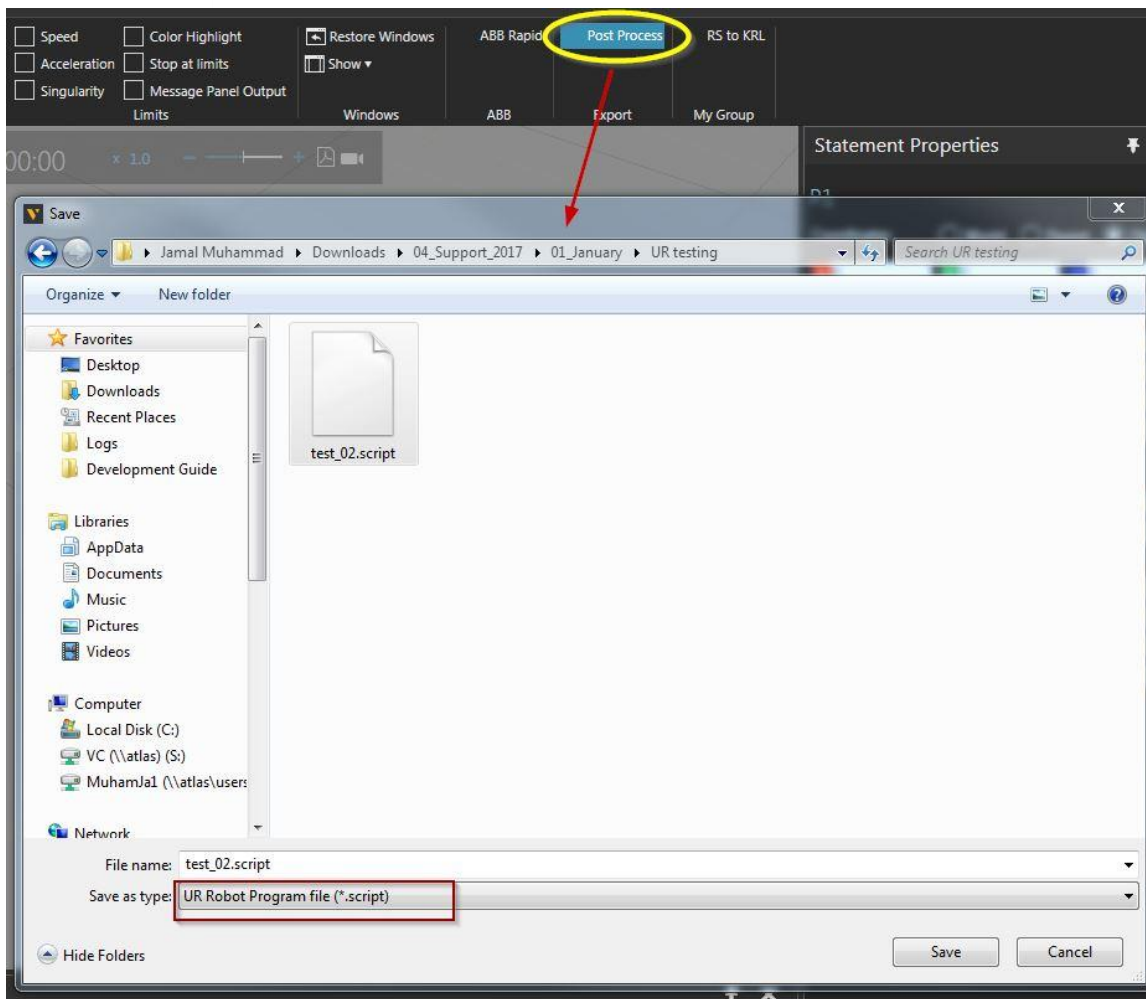 Speed Color Highlight Restore Windows ABB Rapid Post Process RS to KRL
Acceleration Stop at limits Show
Singularity Message Panel Output
Limits Windows ABB Export My Group
00:00 x 1.0
Statement Properties
P1
Save x
Jamal Muhammad Downloads 04_Support_2017 01_January UR testing Search UR testing
Organize New folder
Favorites
Desktop
Downloads
Recent Places
Logs
Development Guide
test_02.script
Libraries
AppData
Documents
Music
Pictures
Videos
Computer
Local Disk (C:)
VC (\\atlas) (S:)
MuhamJa1 (\\atlas\users
Network
File name: test_02.script
Save as type: UR Robot Program file (*.script)
Hide Folders Save Cancel